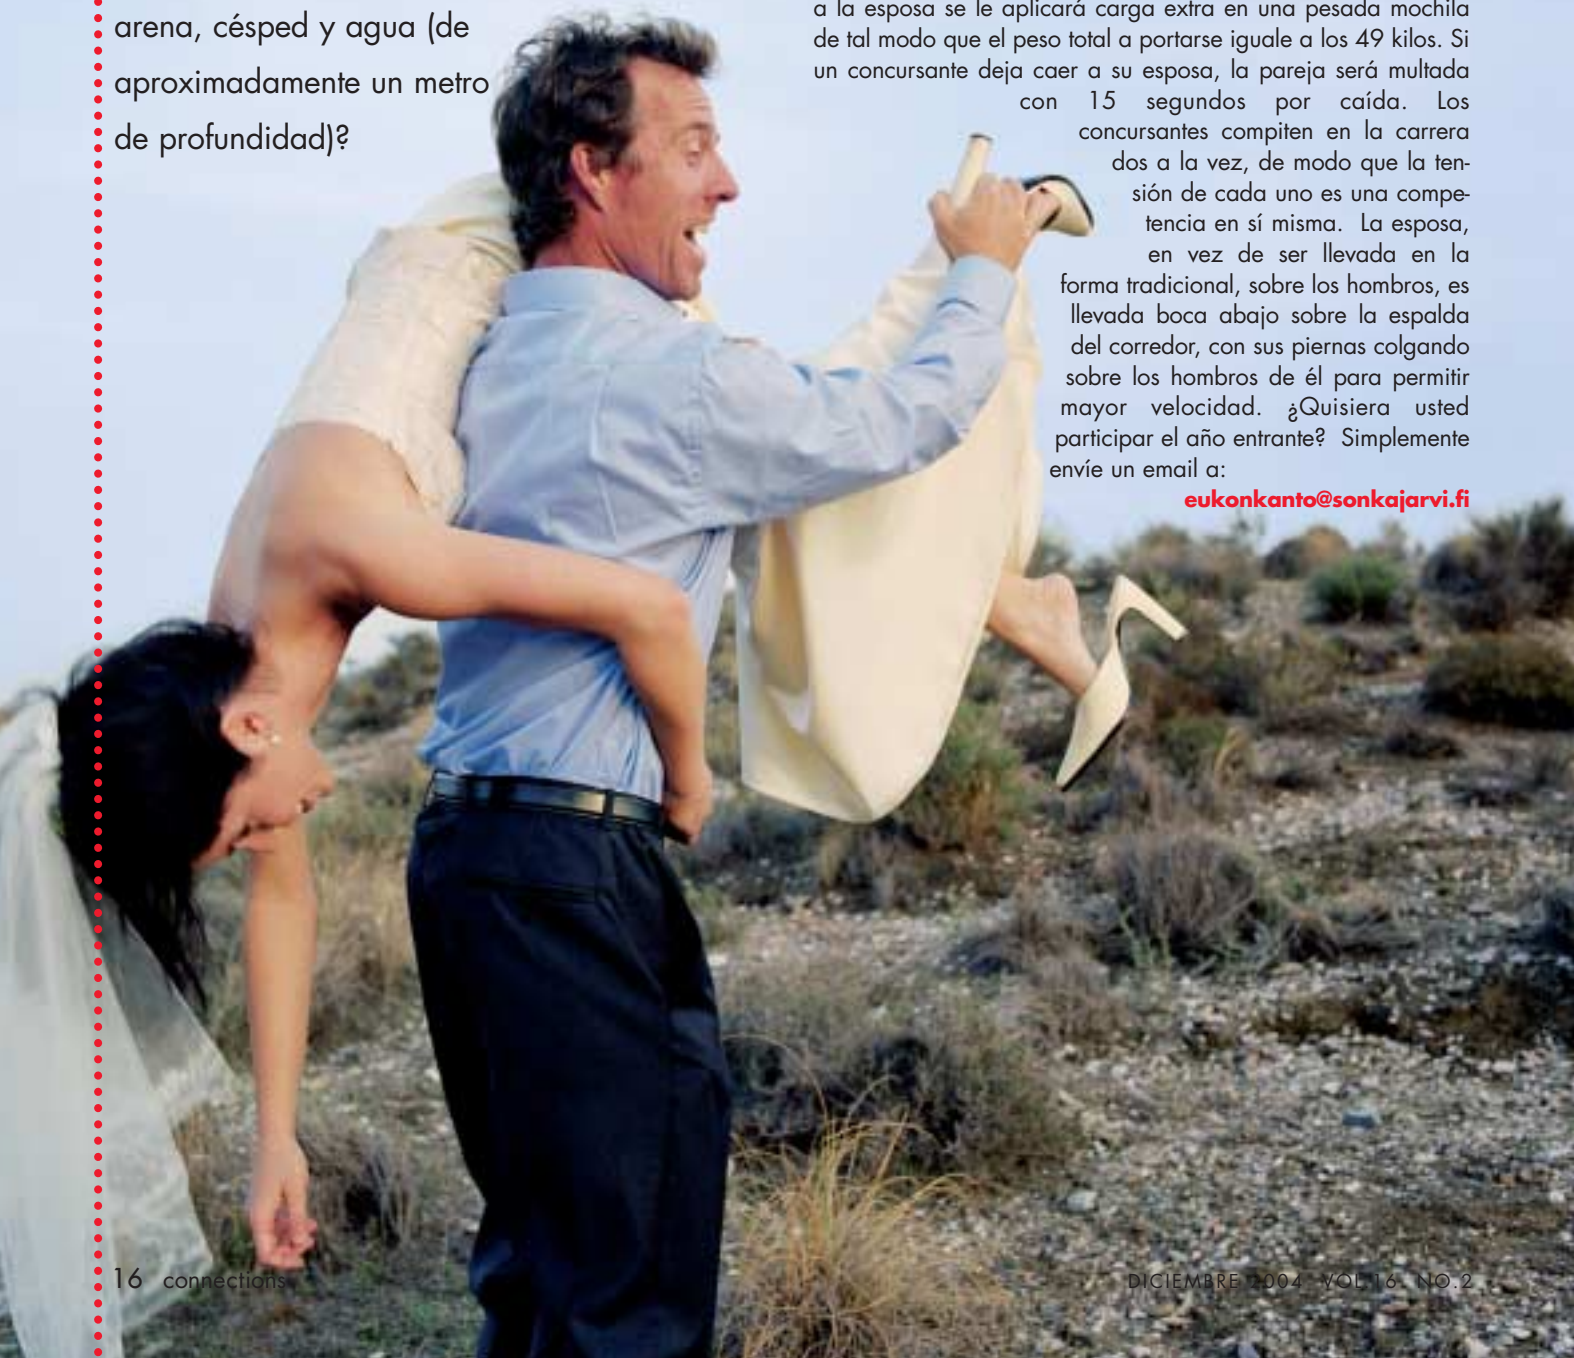 arena, césped y agua (de
aproximadamente un metro
de profundidad)?
a la esposa se le aplicará carga extra en una pesada mochila
de tal modo que el peso total a portarse iguale a los 49 kilos. Si
un concursante deja caer a su esposa, la pareja será multada
con 15 segundos por caída. Los
concursantes compiten en la carrera
dos a la vez, de modo que la ten-
sión de cada uno es una compe-
tencia en sí misma. La esposa,
en vez de ser llevada en la
forma tradicional, sobre los hombros, es
llevada boca abajo sobre la espalda
del corredor, con sus piernas colgando
sobre los hombros de él para permitir
mayor velocidad. ¿Quisiera usted
participar el año entrante? Simplemente
envíe un email a:
eukonkanto@sonkajarvi.fi
16 connections
DICIEMBRE 2004 VOL.16 NO.2